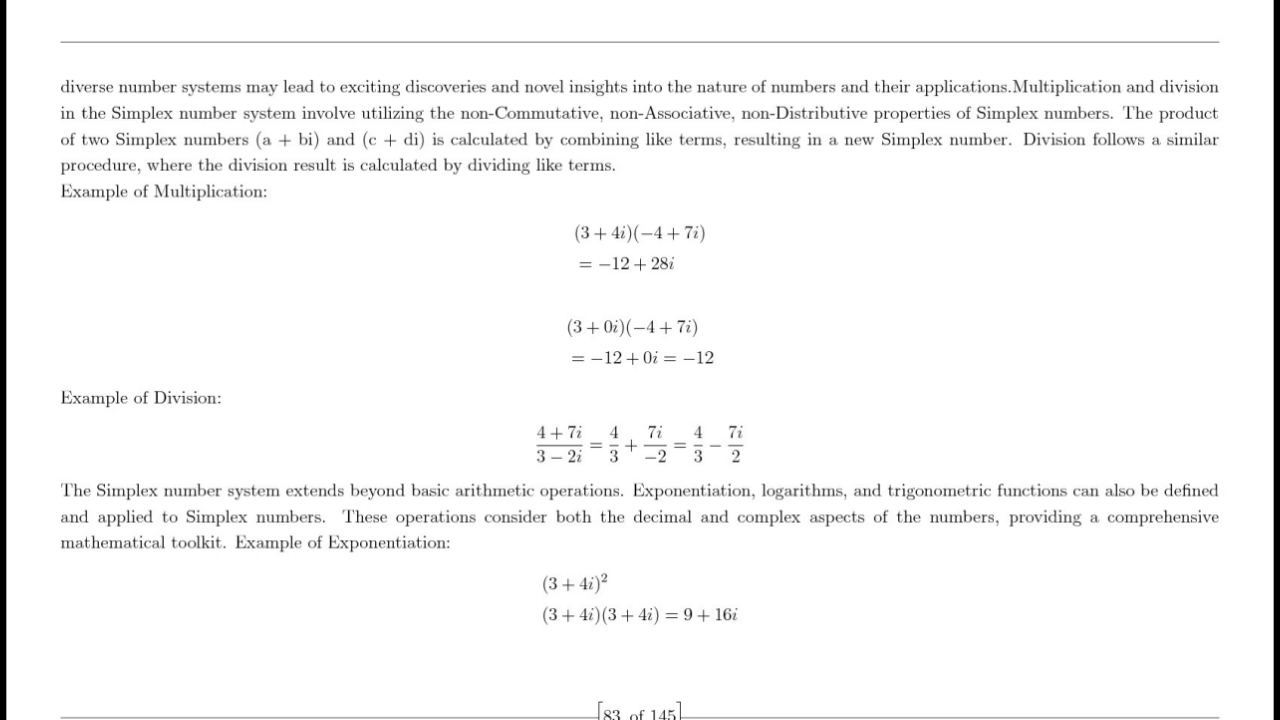 diverse number systems may lead to exciting discoveries and novel insights into the nature of numbers and their applications.Multiplication and division
in the Simplex number system involve utilizing the non-Commutative, non-Associative, non-Distributive properties of Simplex numbers. The product
of two Simplex numbers (a + bi) and (c + di) is calculated by combining like terms, resulting in a new Simplex number. Division follows a similar
procedure, where the division result is calculated by dividing like terms.
Example of Multiplication:
(3 + 4i)(−4 + 7i)
= −12 + 28i
(3 + 0i)(−4 + 7i)
= −12 + 0i = −12
Example of Division:
\frac{4 + 7i}{3 − 2i} = \frac{4}{3} + \frac{7i}{−2} = \frac{4}{3} − \frac{7i}{2}
The Simplex number system extends beyond basic arithmetic operations. Exponentiation, logarithms, and trigonometric functions can also be defined
and applied to Simplex numbers. These operations consider both the decimal and complex aspects of the numbers, providing a comprehensive
mathematical toolkit. Example of Exponentiation:
(3 + 4i)²
(3 + 4i)(3 + 4i) = 9 + 16i
[83 of 145]